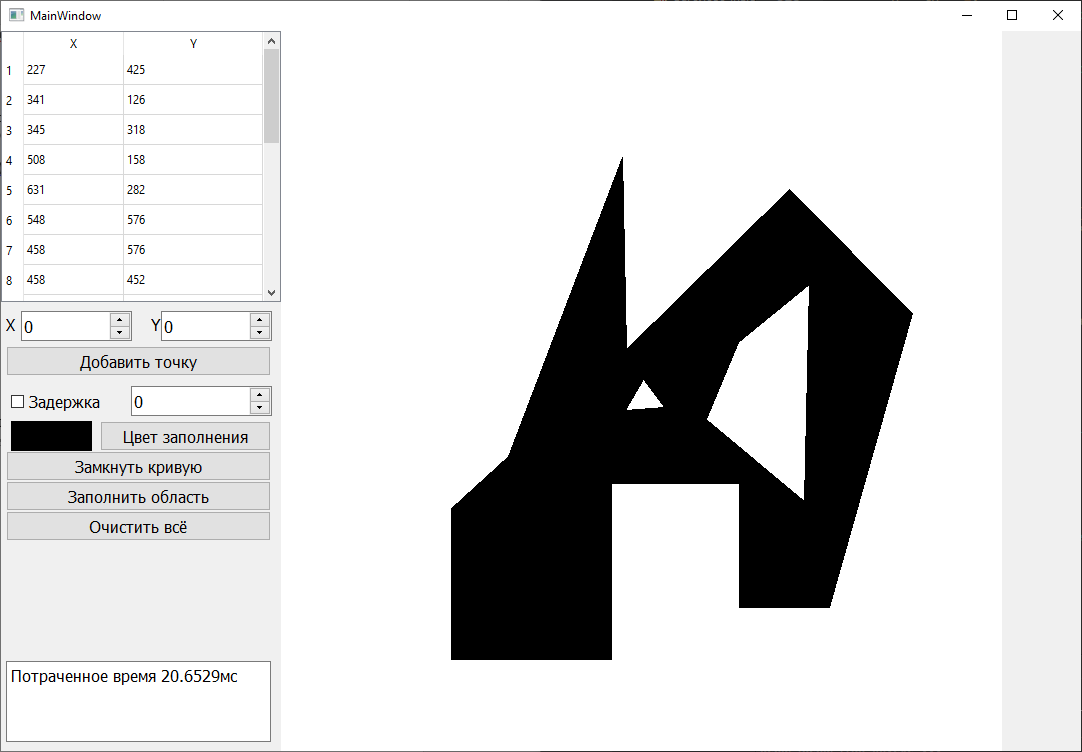 MainWindow
X Y
1 227 425
2 341 126
3 345 318
4 508 158
5 631 282
6 548 576
7 458 576
8 458 452
X 0 Y 0
Добавить точку
Задержка 0
Цвет заполнения
Замкнуть кривую
Заполнить область
Очистить всё
Потраченное время 20.6529мс